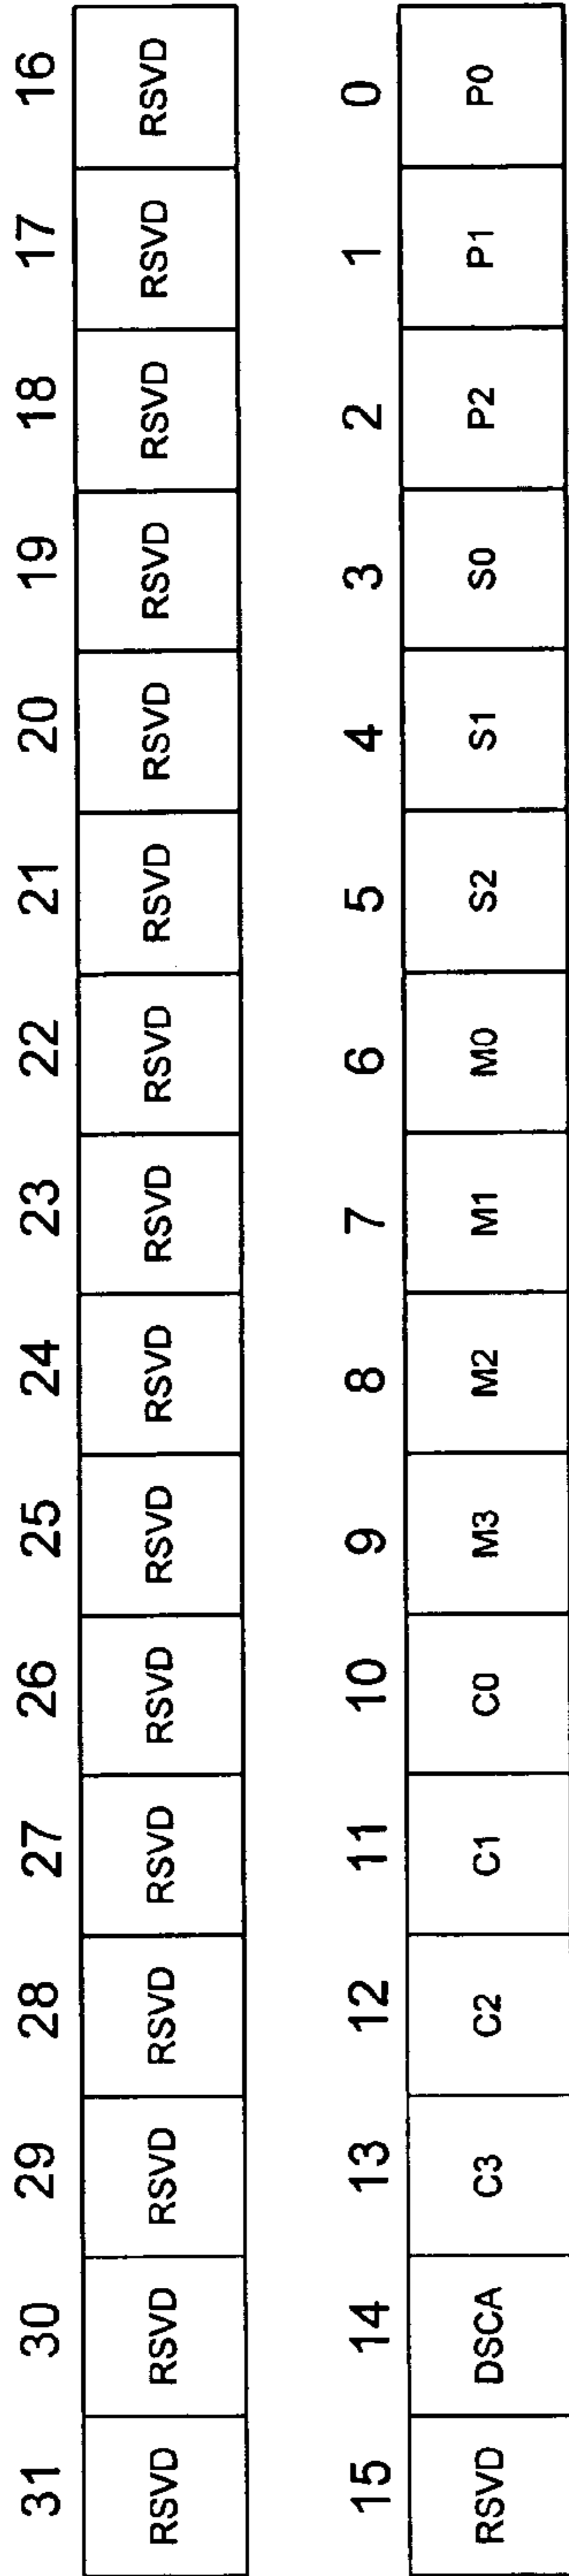 31 30 29 28 27 26 25 24 23 22 21 20 19 18 17 16
RSVD RSVD RSVD RSVD RSVD RSVD RSVD RSVD RSVD RSVD RSVD RSVD RSVD RSVD RSVD RSVD
15 14 13 12 11 10 9 8 7 6 5 4 3 2 1 0
RSVD DSCA C3 C2 C1 C0 M3 M2 M1 M0 S2 S1 S0 P2 P1 P0